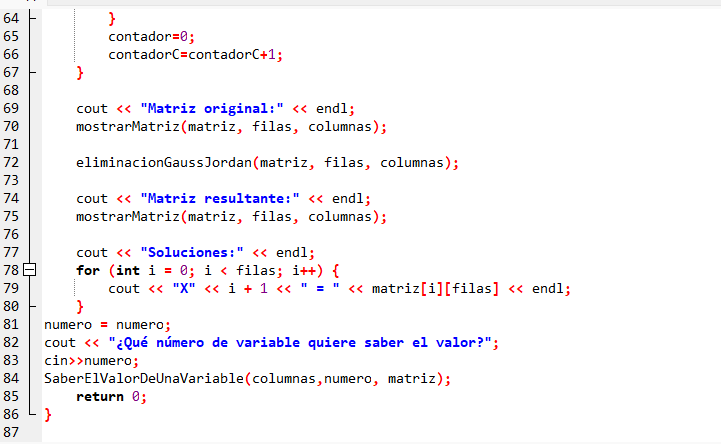 64 }
65 contador=0;
66 contadorC=contadorC+1;
67 }
68
69 cout << "Matriz original:" << endl;
70 mostrarMatriz(matriz, filas, columnas);
71
72 eliminacionGaussJordan(matriz, filas, columnas);
73
74 cout << "Matriz resultante:" << endl;
75 mostrarMatriz(matriz, filas, columnas);
76
77 cout << "Soluciones:" << endl;
78 for (int i = 0; i < filas; i++) {
79 cout << "X" << i + 1 << " = " << matriz[i][filas] << endl;
80 }
81 numero = numero;
82 cout << "¿Qué número de variable quiere saber el valor?";
83 cin>>numero;
84 SaberElValorDeUnaVariable(columnas,numero, matriz);
85 return 0;
86 }
87